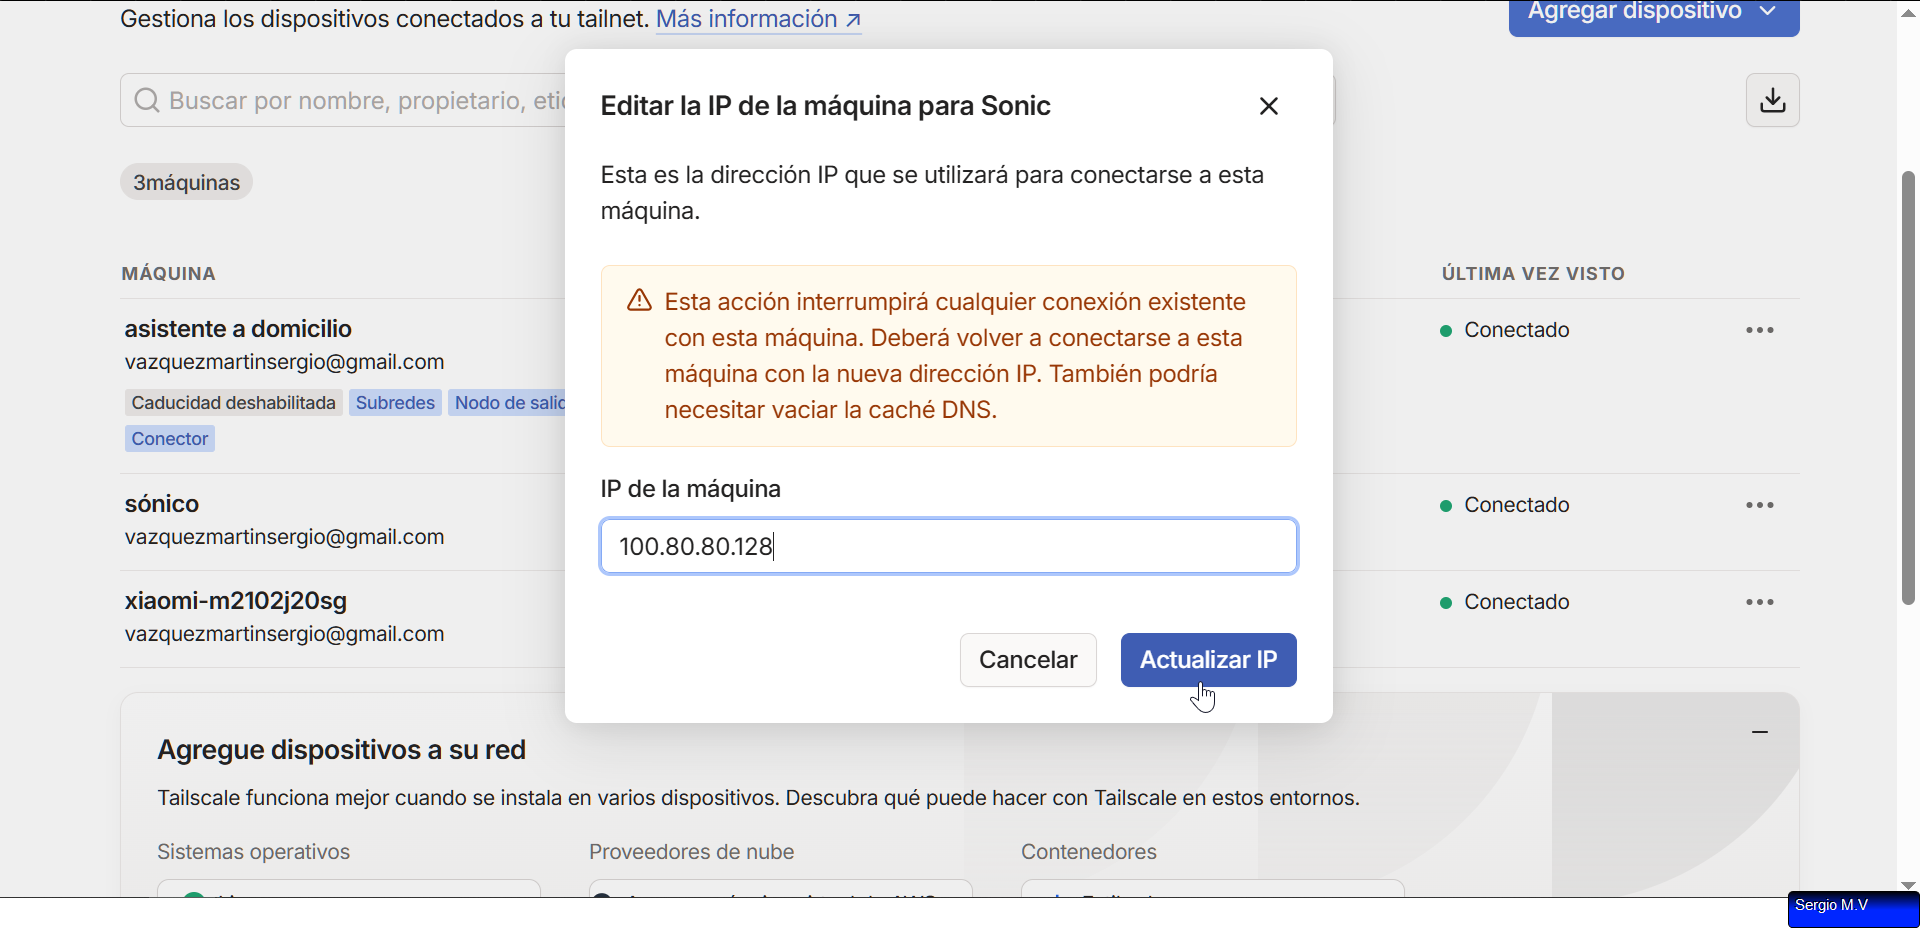 Gestiona los dispositivos conectados a tu tailnet. Más información ↗
Agregar dispositivo
Buscar por nombre, propietario, etic
3máquinas
MÁQUINA
ÚLTIMA VEZ VISTO
asistente a domicilio
vazquezmartinsergio@gmail.com
Caducidad deshabilitada Subredes Nodo de salid
Conector
Conectado
sónico
vazquezmartinsergio@gmail.com
Conectado
xiaomi-m2102j20sg
vazquezmartinsergio@gmail.com
Conectado
Editar la IP de la máquina para Sonic
Esta es la dirección IP que se utilizará para conectarse a esta
máquina.
Esta acción interrumpirá cualquier conexión existente
con esta máquina. Deberá volver a conectarse a esta
máquina con la nueva dirección IP. También podría
necesitar vaciar la caché DNS.
IP de la máquina
100.80.80.128
Cancelar
Actualizar IP
Agregue dispositivos a su red
Tailscale funciona mejor cuando se instala en varios dispositivos. Descubra qué puede hacer con Tailscale en estos entornos.
Sistemas operativos
Proveedores de nube
Contenedores
Sergio M.V